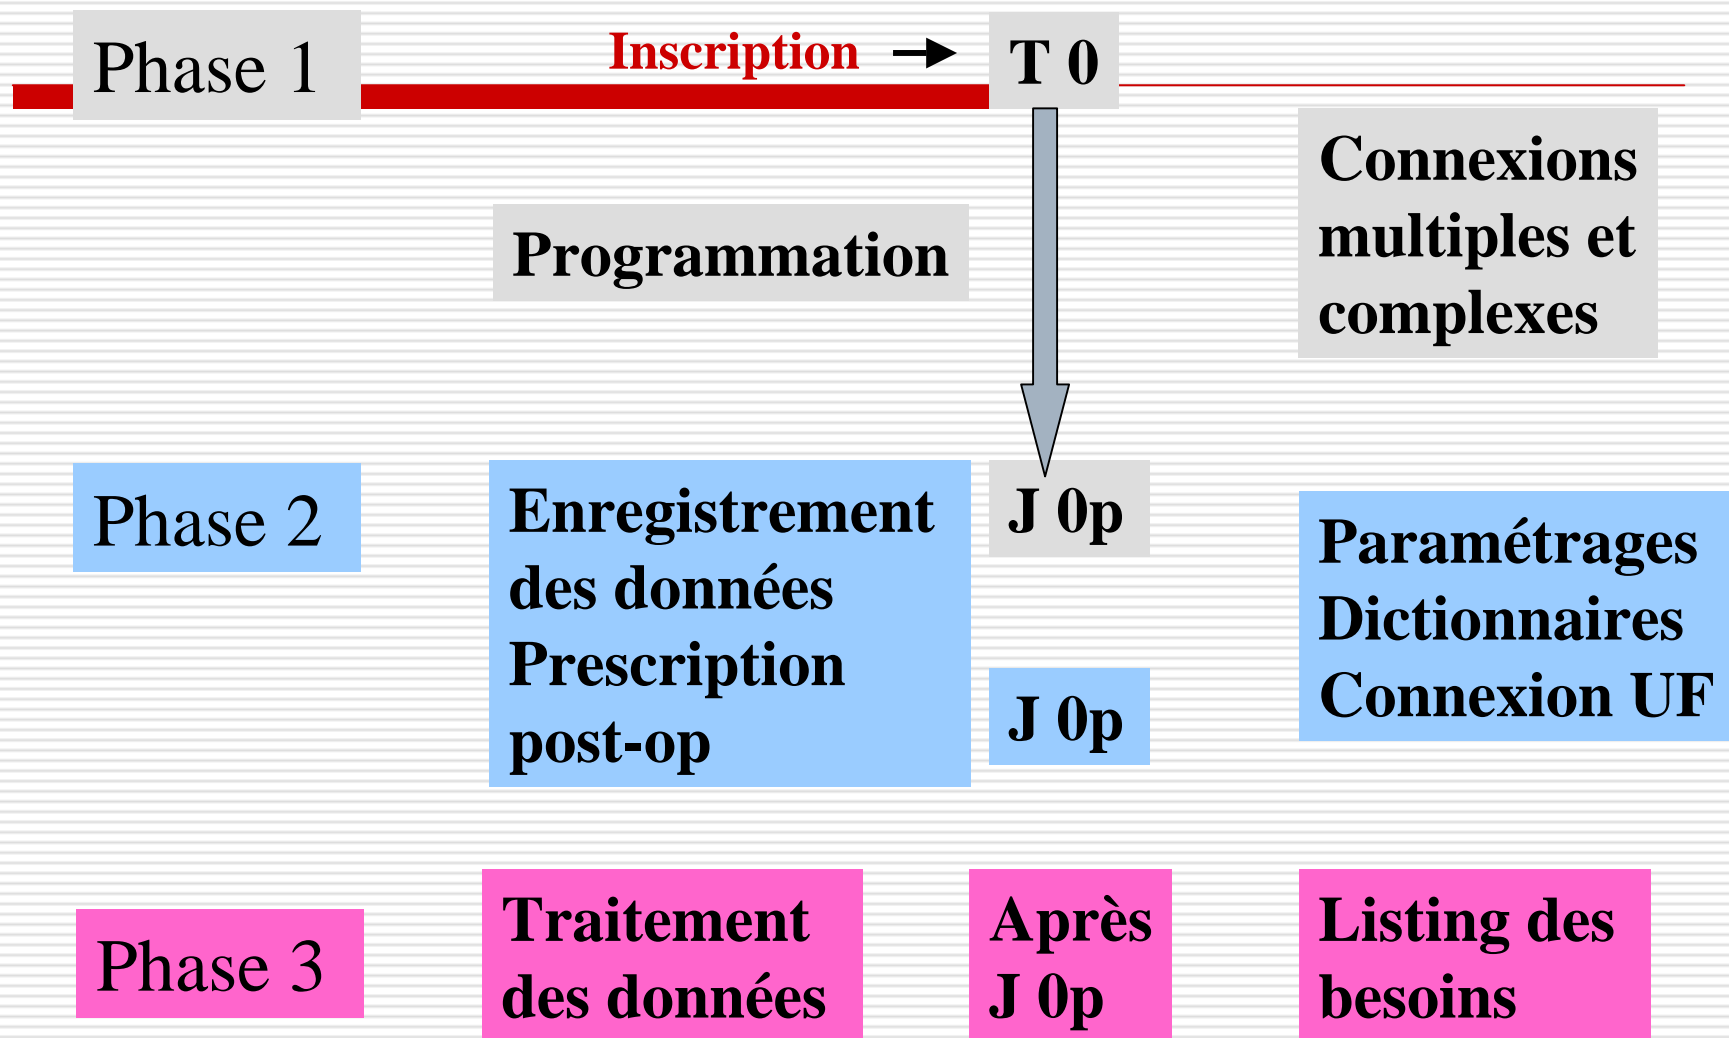 Phase 1
Inscription
T 0
Programmation
Connexions
multiples et
complexes
Phase 2
Enregistrement
des données
Prescription
post-op
J 0p
J 0p
Paramétrages
Dictionnaires
Connexion UF
Phase 3
Traitement
des données
Après
J 0p
Listing des
besoins